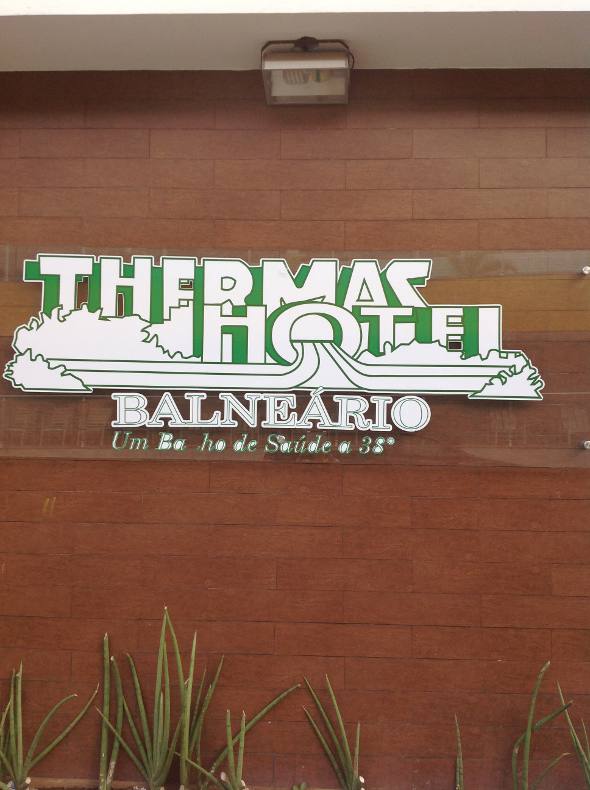 THERMAS
HOTEL
BALNEÁRIO
Um Ba ho de Saúde a 38°